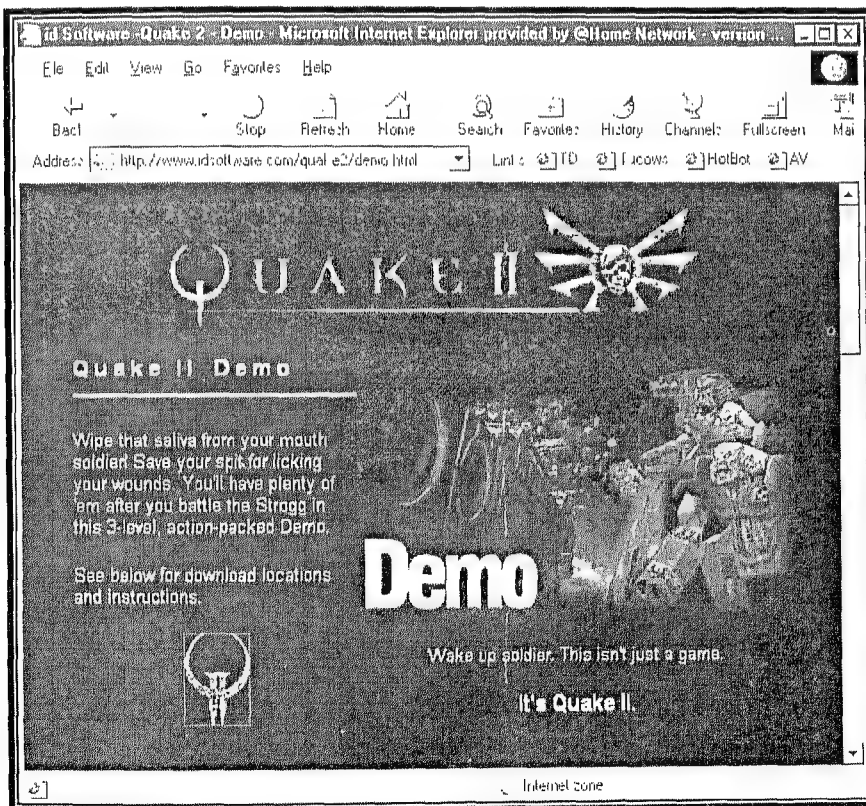 id Software -Quake 2 - Demo - Microsoft Internet Explorer provided by @Home Network - version ...
File Edit View Go Favorites Help
Back Stop Refresh Home Search Favorites History Channels Fullscreen Mai
Address http://www.idsoftware.com/quake2/demo.html Links TD Tucows HotBot AV
QUAKE II
Quake II Demo
Wipe that saliva from your mouth
soldier! Save your spit for licking
your wounds. You'll have plenty of
'em after you battle the Strogg in
this 3-level, action-packed Demo.
See below for download locations
and instructions.
Demo
Wake up soldier. This isn't just a game.
It's Quake II.
Internet zone